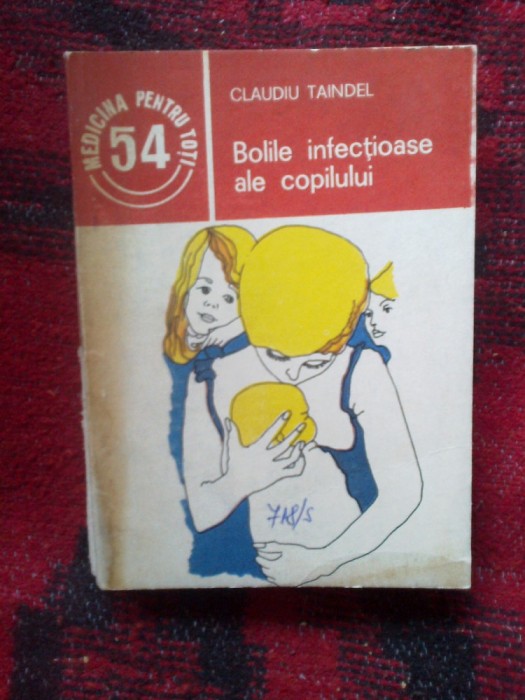 MEDICINA PENTRU TOȚI
54
CLAUDIU TAINDEL
Bolile infecțioase
ale copilului